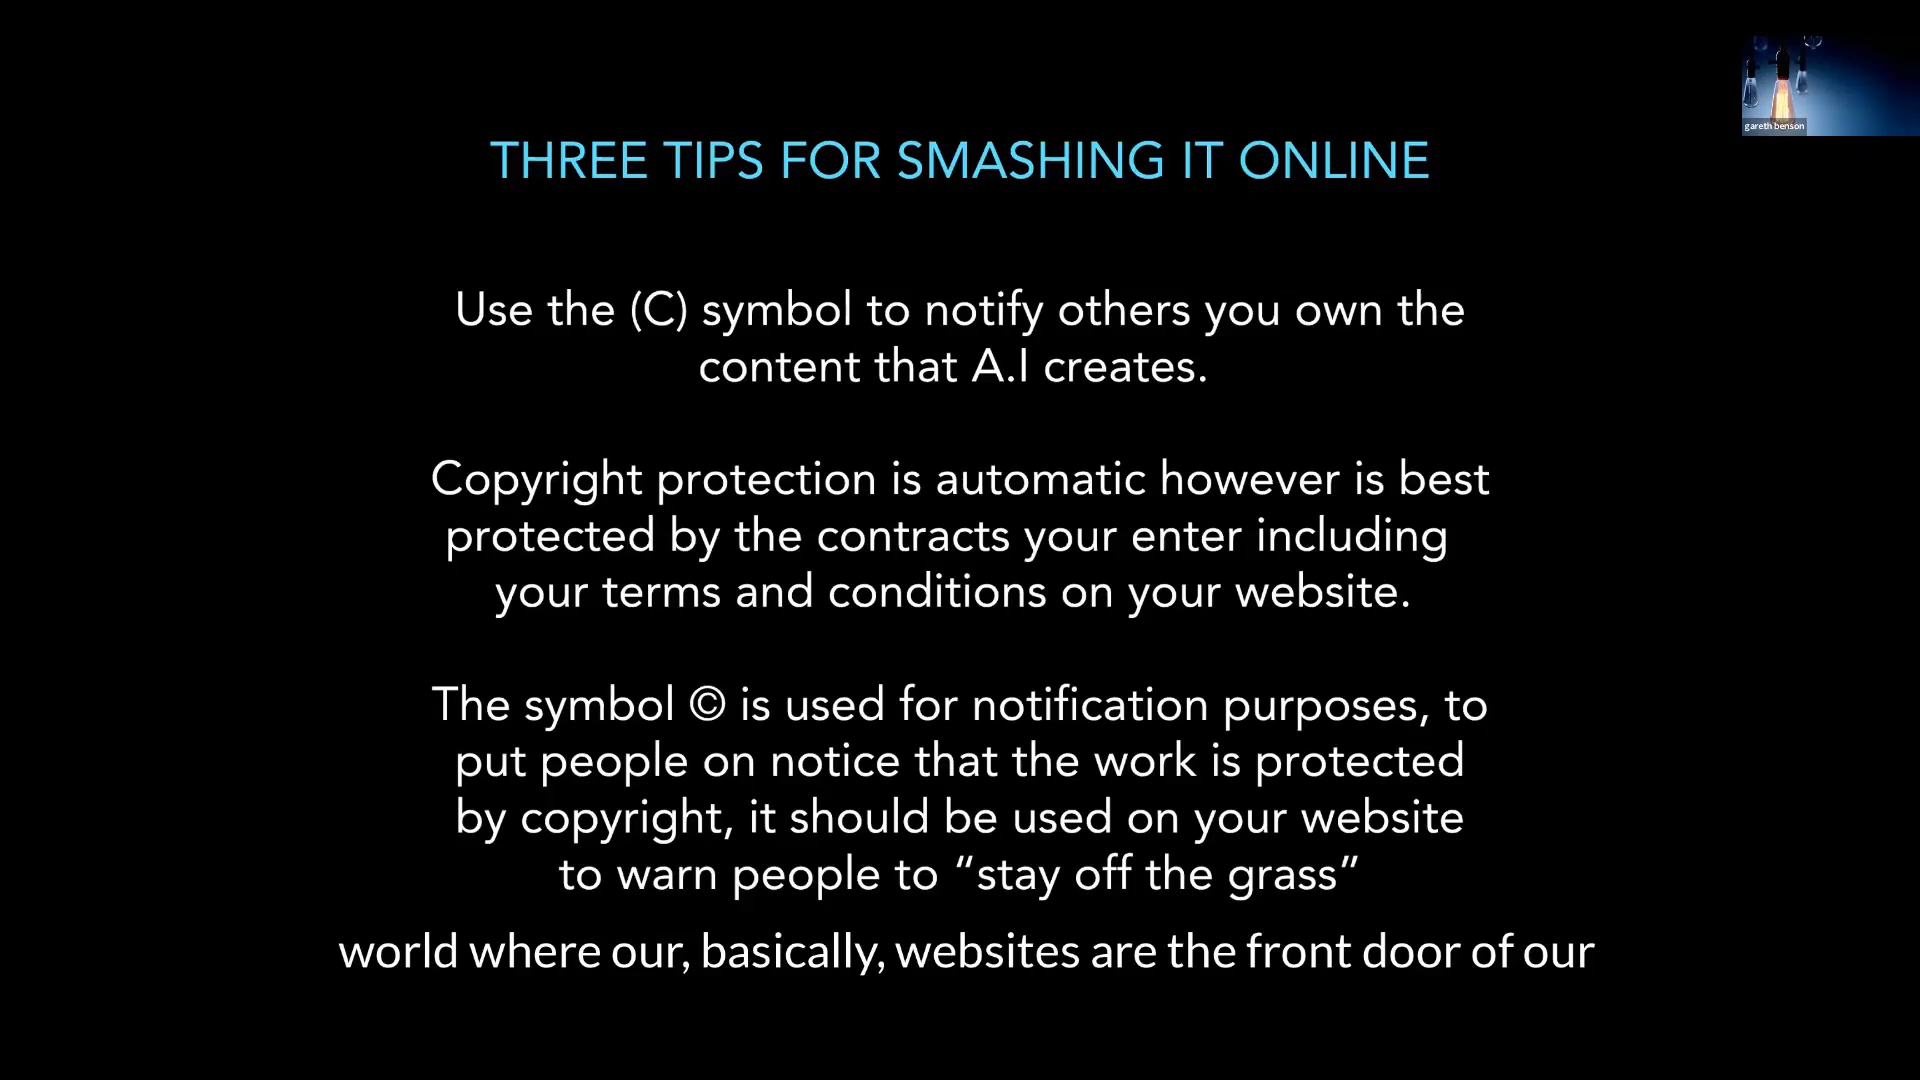 gareth benson
THREE TIPS FOR SMASHING IT ONLINE
Use the (C) symbol to notify others you own the
content that A.I creates.
Copyright protection is automatic however is best
protected by the contracts your enter including
your terms and conditions on your website.
The symbol © is used for notification purposes, to
put people on notice that the work is protected
by copyright, it should be used on your website
to warn people to “stay off the grass”
world where our, basically, websites are the front door of our